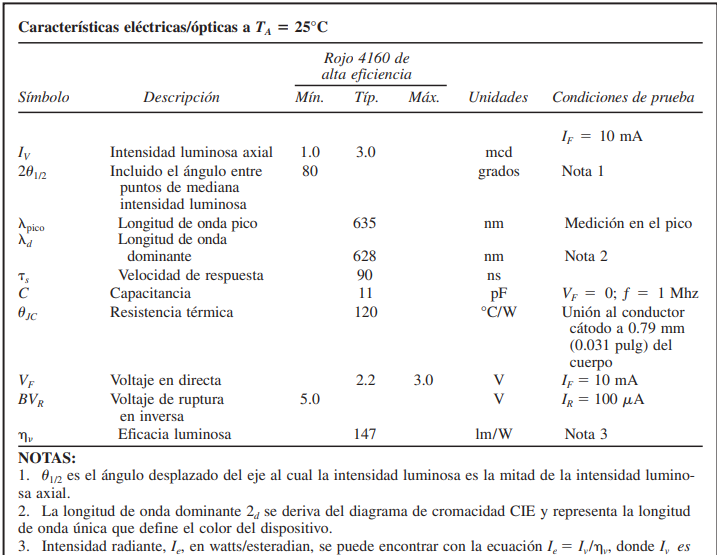 Características eléctricas/ópticas a T_A = 25°C
Rojo 4160 de
alta eficiencia
Símbolo Descripción Mín. Típ. Máx. Unidades Condiciones de prueba
I_F = 10 mA
I_V Intensidad luminosa axial 1.0 3.0 mcd
2θ_1/2 Incluido el ángulo entre 80 grados Nota 1
puntos de mediana
intensidad luminosa
λ_pico Longitud de onda pico 635 nm Medición en el pico
λ_d Longitud de onda
dominante 628 nm Nota 2
τ_s Velocidad de respuesta 90 ns
C Capacitancia 11 pF V_F = 0; f = 1 Mhz
θ_JC Resistencia térmica 120 °C/W Unión al conductor
cátodo a 0.79 mm
(0.031 pulg) del
cuerpo
V_F Voltaje en directa 2.2 3.0 V I_F = 10 mA
BV_R Voltaje de ruptura 5.0 V I_R = 100 μA
en inversa
η_ν Eficacia luminosa 147 lm/W Nota 3
NOTAS:
1. θ_1/2 es el ángulo desplazado del eje al cual la intensidad luminosa es la mitad de la intensidad lumino-
sa axial.
2. La longitud de onda dominante 2_d se deriva del diagrama de cromacidad CIE y representa la longitud
de onda única que define el color del dispositivo.
3. Intensidad radiante, I_e, en watts/esteradian, se puede encontrar con la ecuación I_e = I_ν/η_ν, donde I_ν es